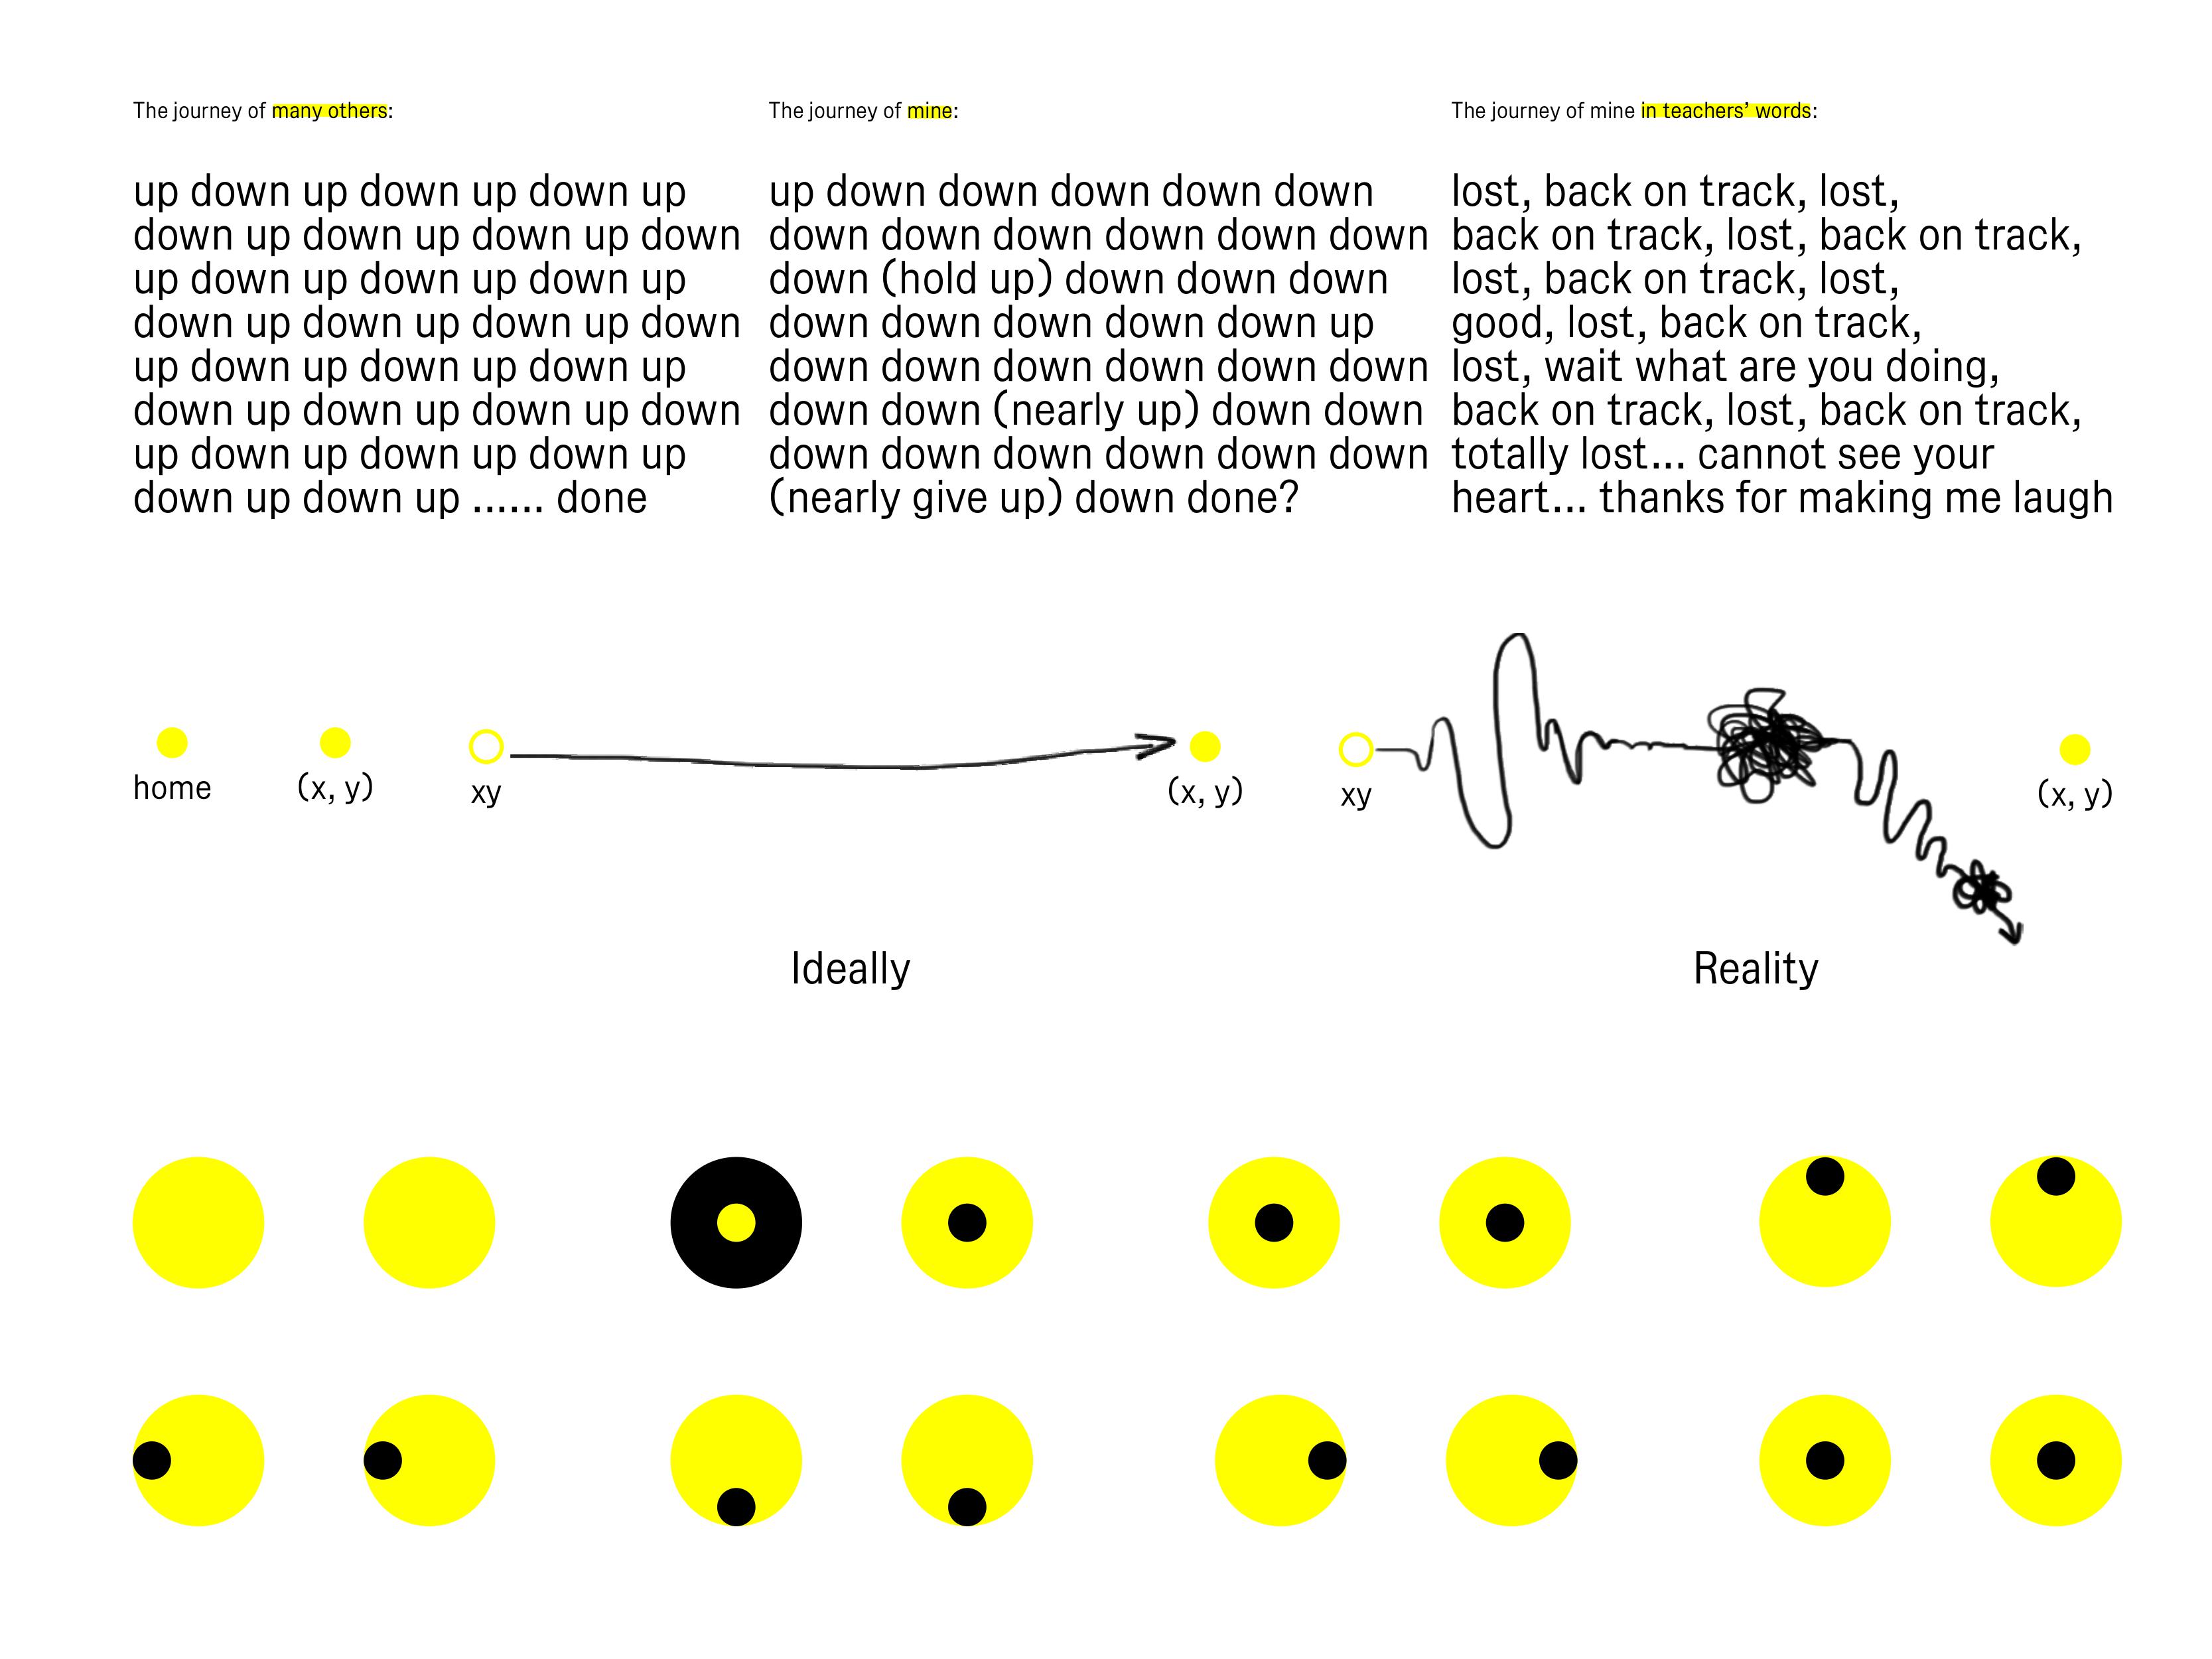 The journey of many others:
up down up down up down up
down up down up down up down
up down up down up down up
down up down up down up down
up down up down up down up
down up down up down up down
up down up down up down up
down up down up ...... done
The journey of mine:
up down down down down down
down down down down down down
down (hold up) down down down
down down down down down up
down down down down down down
down down (nearly up) down down
down down down down down down
(nearly give up) down done?
The journey of mine in teachers’ words:
lost, back on track, lost,
back on track, lost, back on track,
lost, back on track, lost,
good, lost, back on track,
lost, wait what are you doing,
back on track, lost, back on track,
totally lost... cannot see your
heart... thanks for making me laugh
home
(x, y)
xy
(x, y)
xy
(x, y)
Ideally
Reality